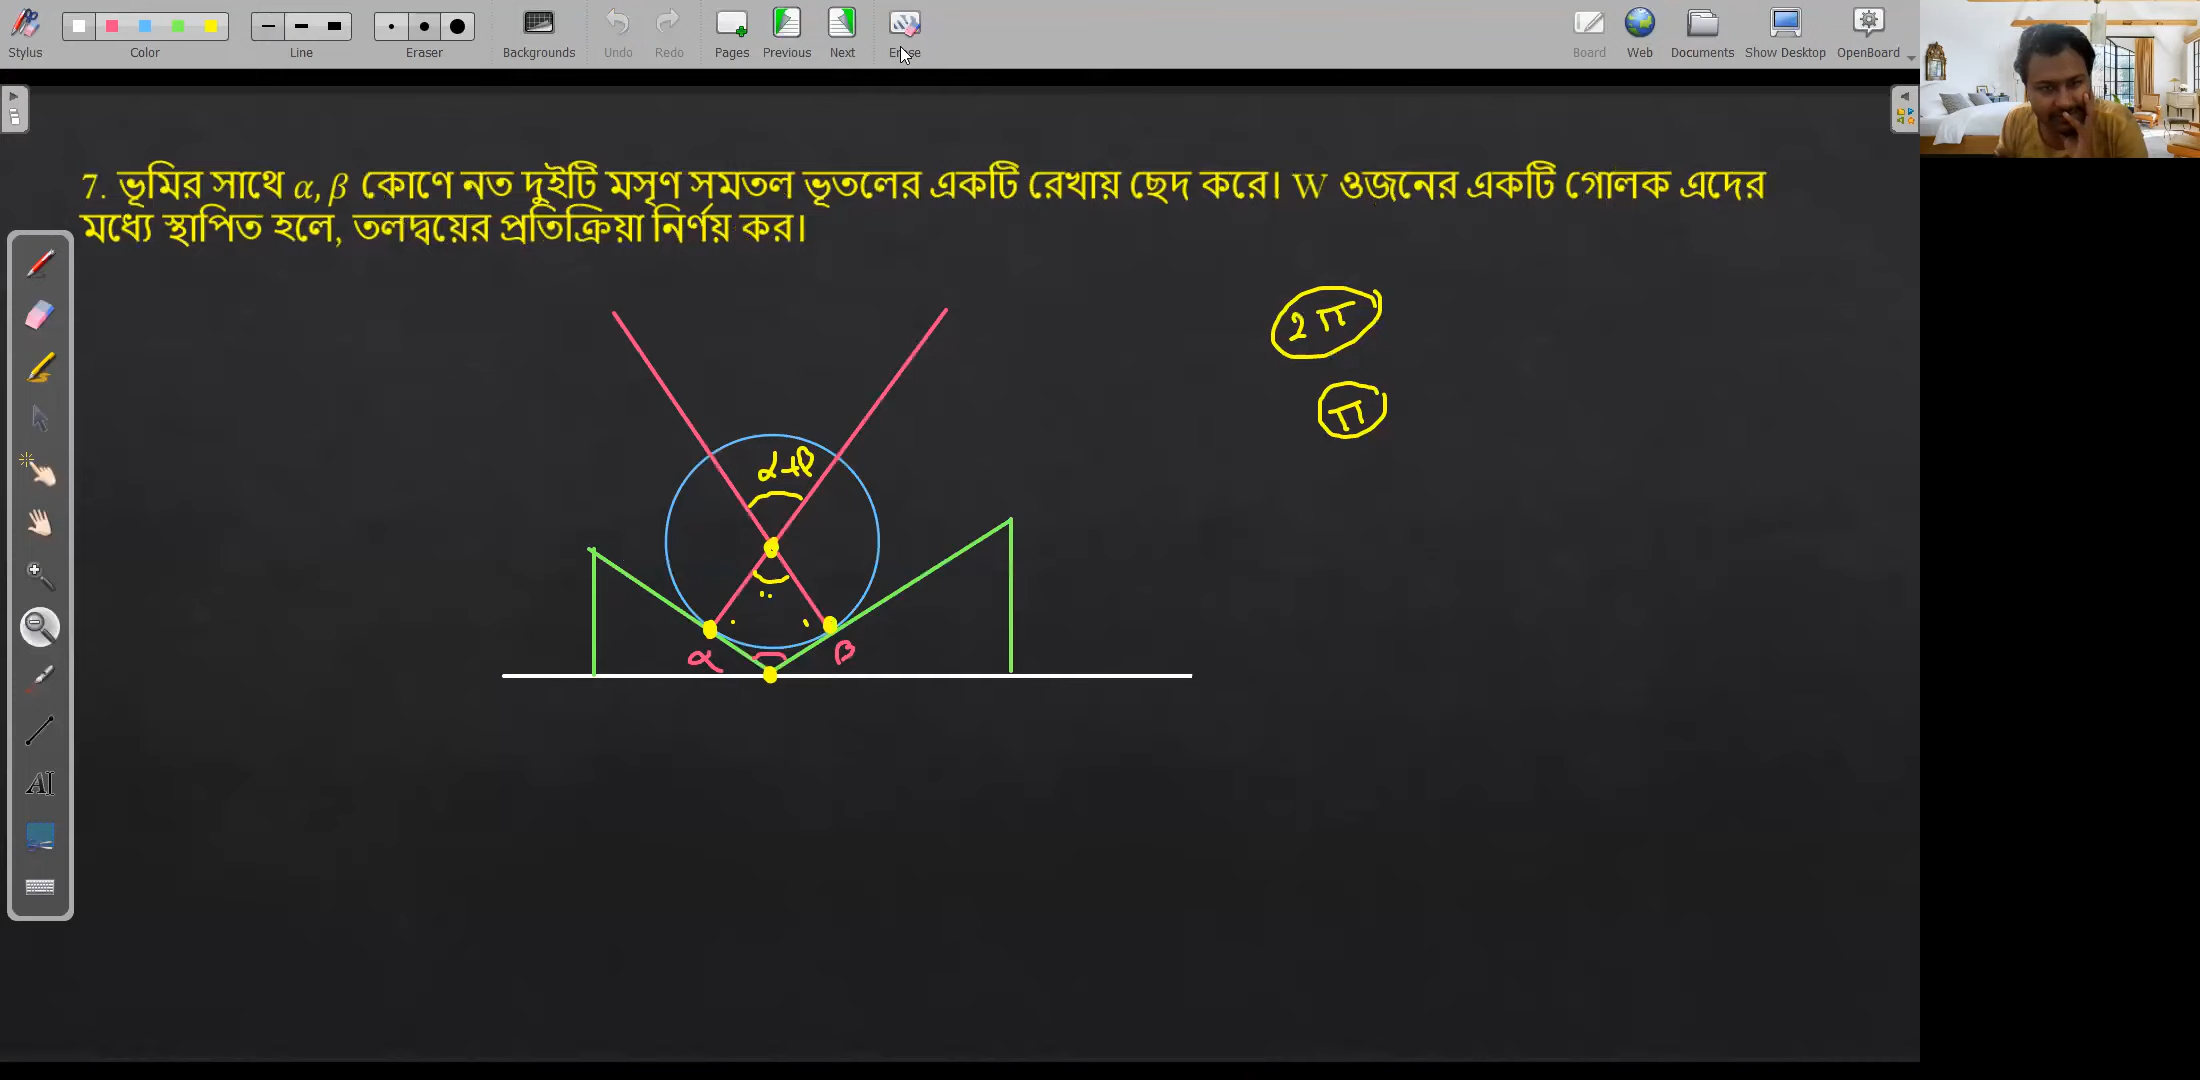 Stylus
Color
Line
Eraser
Backgrounds
Undo
Redo
Pages
Previous
Next
Erase
Board
Web
Documents
Show Desktop
OpenBoard
7. ভূমির সাথে α, β কোণে নত দুইটি মসৃণ সমতল ভূতলের একটি রেখায় ছেদ করে। W ওজনের একটি গোলক এদের
মধ্যে স্থাপিত হলে, তলদ্বয়ের প্রতিক্রিয়া নির্ণয় কর।
2π
π
α+β
α
β